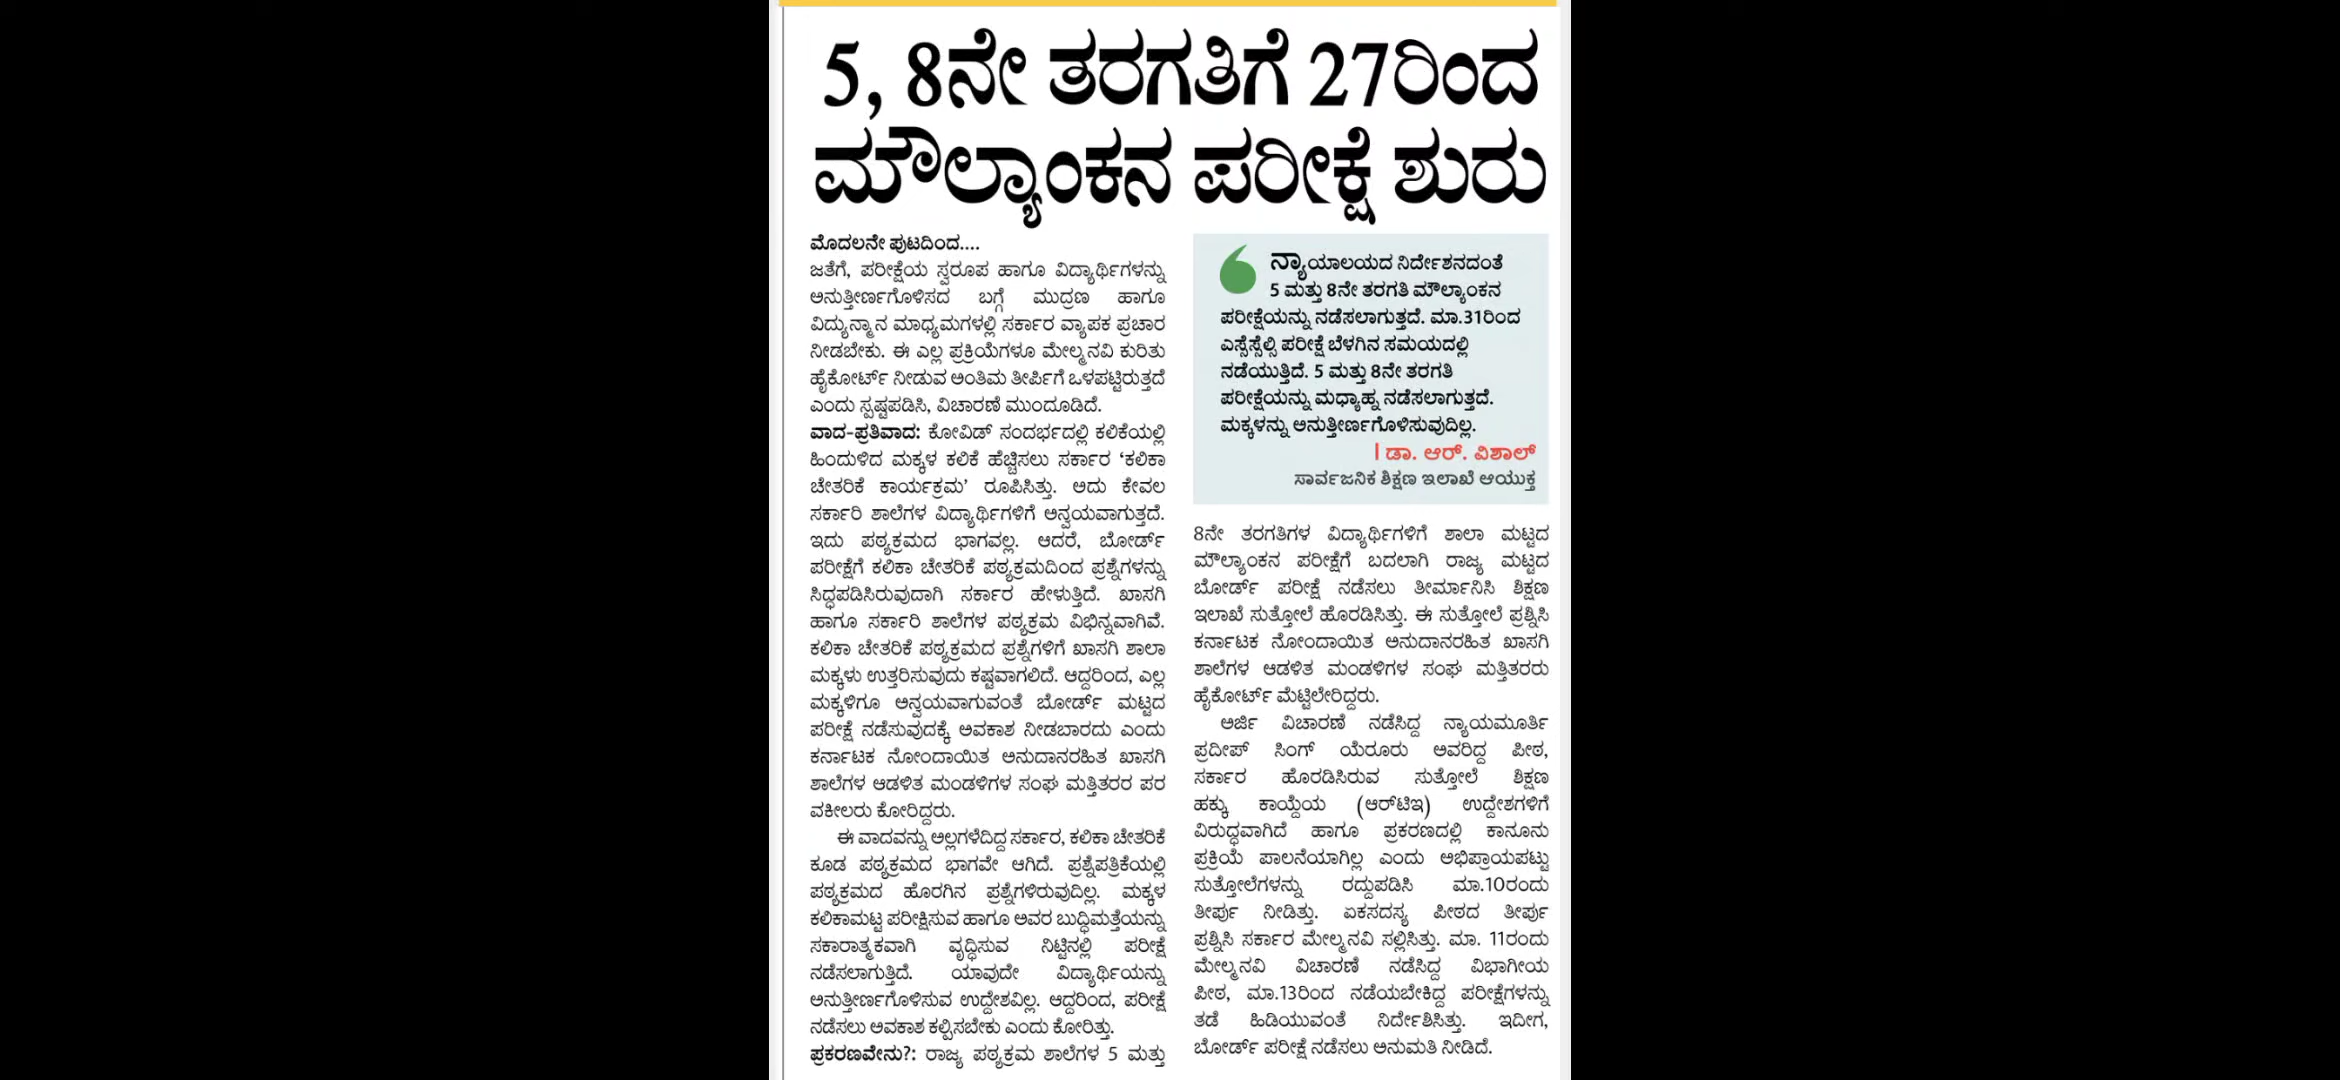 5, 8ನೇ ತರಗತಿಗೆ 27ರಿಂದ
ಮೌಲ್ಯಾಂಕನ ಪರೀಕ್ಷೆ ಶುರು
ಮೊದಲನೇ ಪುಟದಿಂದ....
ಜತೆಗೆ, ಪರೀಕ್ಷೆಯ ಸ್ವರೂಪ ಹಾಗೂ ವಿದ್ಯಾರ್ಥಿಗಳನ್ನು
ಅನುತ್ತೀರ್ಣಗೊಳಿಸದ ಬಗ್ಗೆ ಮುದ್ರಣ ಹಾಗೂ
ವಿದ್ಯುನ್ಮಾನ ಮಾಧ್ಯಮಗಳಲ್ಲಿ ಸರ್ಕಾರ ವ್ಯಾಪಕ ಪ್ರಚಾರ
ನೀಡಬೇಕು. ಈ ಎಲ್ಲ ಪ್ರಕ್ರಿಯೆಗಳೂ ಮೇಲ್ಮನವಿ ಕುರಿತು
ಹೈಕೋರ್ಟ್ ನೀಡುವ ಅಂತಿಮ ತೀರ್ಪಿಗೆ ಒಳಪಟ್ಟಿರುತ್ತದೆ
ಎಂದು ಸ್ಪಷ್ಟಪಡಿಸಿ, ವಿಚಾರಣೆ ಮುಂದೂಡಿದೆ.
ವಾದ-ಪ್ರತಿವಾದ: ಕೋವಿಡ್ ಸಂದರ್ಭದಲ್ಲಿ ಕಲಿಕೆಯಲ್ಲಿ
ಹಿಂದುಳಿದ ಮಕ್ಕಳ ಕಲಿಕೆ ಹೆಚ್ಚಿಸಲು ಸರ್ಕಾರ ‘ಕಲಿಕಾ
ಚೇತರಿಕೆ ಕಾರ್ಯಕ್ರಮ’ ರೂಪಿಸಿತ್ತು. ಅದು ಕೇವಲ
ಸರ್ಕಾರಿ ಶಾಲೆಗಳ ವಿದ್ಯಾರ್ಥಿಗಳಿಗೆ ಅನ್ವಯವಾಗುತ್ತದೆ.
ಇದು ಪಠ್ಯಕ್ರಮದ ಭಾಗವಲ್ಲ. ಆದರೆ, ಬೋರ್ಡ್
ಪರೀಕ್ಷೆಗೆ ಕಲಿಕಾ ಚೇತರಿಕೆ ಪಠ್ಯಕ್ರಮದಿಂದ ಪ್ರಶ್ನೆಗಳನ್ನು
ಸಿದ್ಧಪಡಿಸಿರುವುದಾಗಿ ಸರ್ಕಾರ ಹೇಳುತ್ತಿದೆ. ಖಾಸಗಿ
ಹಾಗೂ ಸರ್ಕಾರಿ ಶಾಲೆಗಳ ಪಠ್ಯಕ್ರಮ ವಿಭಿನ್ನವಾಗಿವೆ.
ಕಲಿಕಾ ಚೇತರಿಕೆ ಪಠ್ಯಕ್ರಮದ ಪ್ರಶ್ನೆಗಳಿಗೆ ಖಾಸಗಿ ಶಾಲಾ
ಮಕ್ಕಳು ಉತ್ತರಿಸುವುದು ಕಷ್ಟವಾಗಲಿದೆ. ಆದ್ದರಿಂದ, ಎಲ್ಲ
ಮಕ್ಕಳಿಗೂ ಅನ್ವಯವಾಗುವಂತೆ ಬೋರ್ಡ್ ಮಟ್ಟದ
ಪರೀಕ್ಷೆ ನಡೆಸುವುದಕ್ಕೆ ಅವಕಾಶ ನೀಡಬಾರದು ಎಂದು
ಕರ್ನಾಟಕ ನೋಂದಾಯಿತ ಅನುದಾನರಹಿತ ಖಾಸಗಿ
ಶಾಲೆಗಳ ಆಡಳಿತ ಮಂಡಳಿಗಳ ಸಂಘ ಮತ್ತಿತರರ ಪರ
ವಕೀಲರು ಕೋರಿದ್ದರು.
ಈ ವಾದವನ್ನು ಅಲ್ಲಗಳೆದಿದ್ದ ಸರ್ಕಾರ, ಕಲಿಕಾ ಚೇತರಿಕೆ
ಕೂಡ ಪಠ್ಯಕ್ರಮದ ಭಾಗವೇ ಆಗಿದೆ. ಪ್ರಶ್ನೆಪತ್ರಿಕೆಯಲ್ಲಿ
ಪಠ್ಯಕ್ರಮದ ಹೊರಗಿನ ಪ್ರಶ್ನೆಗಳಿರುವುದಿಲ್ಲ. ಮಕ್ಕಳ
ಕಲಿಕಾಮಟ್ಟ ಪರೀಕ್ಷಿಸುವ ಹಾಗೂ ಅವರ ಬುದ್ಧಿಮತ್ತೆಯನ್ನು
ಸಕಾರಾತ್ಮಕವಾಗಿ ವೃದ್ಧಿಸುವ ನಿಟ್ಟಿನಲ್ಲಿ ಪರೀಕ್ಷೆ
ನಡೆಸಲಾಗುತ್ತಿದೆ. ಯಾವುದೇ ವಿದ್ಯಾರ್ಥಿಯನ್ನು
ಅನುತ್ತೀರ್ಣಗೊಳಿಸುವ ಉದ್ದೇಶವಿಲ್ಲ. ಆದ್ದರಿಂದ, ಪರೀಕ್ಷೆ
ನಡೆಸಲು ಅವಕಾಶ ಕಲ್ಪಿಸಬೇಕು ಎಂದು ಕೋರಿತ್ತು.
ಪ್ರಕರಣವೇನು?: ರಾಜ್ಯ ಪಠ್ಯಕ್ರಮ ಶಾಲೆಗಳ 5 ಮತ್ತು
ನ್ಯಾಯಾಲಯದ ನಿರ್ದೇಶನದಂತೆ
5 ಮತ್ತು 8ನೇ ತರಗತಿ ಮೌಲ್ಯಾಂಕನ
ಪರೀಕ್ಷೆಯನ್ನು ನಡೆಸಲಾಗುತ್ತದೆ. ಮಾ.31ರಿಂದ
ಎಸ್ಸೆಸ್ಸೆಲ್ಸಿ ಪರೀಕ್ಷೆ ಬೆಳಗಿನ ಸಮಯದಲ್ಲಿ
ನಡೆಯುತ್ತಿದೆ. 5 ಮತ್ತು 8ನೇ ತರಗತಿ
ಪರೀಕ್ಷೆಯನ್ನು ಮಧ್ಯಾಹ್ನ ನಡೆಸಲಾಗುತ್ತದೆ.
ಮಕ್ಕಳನ್ನು ಅನುತ್ತೀರ್ಣಗೊಳಿಸುವುದಿಲ್ಲ.
| ಡಾ. ಆರ್. ವಿಶಾಲ್
ಸಾರ್ವಜನಿಕ ಶಿಕ್ಷಣ ಇಲಾಖೆ ಆಯುಕ್ತ
8ನೇ ತರಗತಿಗಳ ವಿದ್ಯಾರ್ಥಿಗಳಿಗೆ ಶಾಲಾ ಮಟ್ಟದ
ಮೌಲ್ಯಾಂಕನ ಪರೀಕ್ಷೆಗೆ ಬದಲಾಗಿ ರಾಜ್ಯ ಮಟ್ಟದ
ಬೋರ್ಡ್ ಪರೀಕ್ಷೆ ನಡೆಸಲು ತೀರ್ಮಾನಿಸಿ ಶಿಕ್ಷಣ
ಇಲಾಖೆ ಸುತ್ತೋಲೆ ಹೊರಡಿಸಿತ್ತು. ಈ ಸುತ್ತೋಲೆ ಪ್ರಶ್ನಿಸಿ
ಕರ್ನಾಟಕ ನೋಂದಾಯಿತ ಅನುದಾನರಹಿತ ಖಾಸಗಿ
ಶಾಲೆಗಳ ಆಡಳಿತ ಮಂಡಳಿಗಳ ಸಂಘ ಮತ್ತಿತರರು
ಹೈಕೋರ್ಟ್ ಮೆಟ್ಟಿಲೇರಿದ್ದರು.
ಅರ್ಜಿ ವಿಚಾರಣೆ ನಡೆಸಿದ್ದ ನ್ಯಾಯಮೂರ್ತಿ
ಪ್ರದೀಪ್ ಸಿಂಗ್ ಯೆರೂರು ಅವರಿದ್ದ ಪೀಠ,
ಸರ್ಕಾರ ಹೊರಡಿಸಿರುವ ಸುತ್ತೋಲೆ ಶಿಕ್ಷಣ
ಹಕ್ಕು ಕಾಯ್ದೆಯ (ಆರ್‌ಟಿಇ) ಉದ್ದೇಶಗಳಿಗೆ
ವಿರುದ್ಧವಾಗಿದೆ ಹಾಗೂ ಪ್ರಕರಣದಲ್ಲಿ ಕಾನೂನು
ಪ್ರಕ್ರಿಯೆ ಪಾಲನೆಯಾಗಿಲ್ಲ ಎಂದು ಅಭಿಪ್ರಾಯಪಟ್ಟು
ಸುತ್ತೋಲೆಗಳನ್ನು ರದ್ದುಪಡಿಸಿ ಮಾ.10ರಂದು
ತೀರ್ಪು ನೀಡಿತ್ತು. ಏಕಸದಸ್ಯ ಪೀಠದ ತೀರ್ಪು
ಪ್ರಶ್ನಿಸಿ ಸರ್ಕಾರ ಮೇಲ್ಮನವಿ ಸಲ್ಲಿಸಿತ್ತು. ಮಾ. 11ರಂದು
ಮೇಲ್ಮನವಿ ವಿಚಾರಣೆ ನಡೆಸಿದ್ದ ವಿಭಾಗೀಯ
ಪೀಠ, ಮಾ.13ರಿಂದ ನಡೆಯಬೇಕಿದ್ದ ಪರೀಕ್ಷೆಗಳನ್ನು
ತಡೆ ಹಿಡಿಯುವಂತೆ ನಿರ್ದೇಶಿಸಿತ್ತು. ಇದೀಗ,
ಬೋರ್ಡ್ ಪರೀಕ್ಷೆ ನಡೆಸಲು ಅನುಮತಿ ನೀಡಿದೆ.